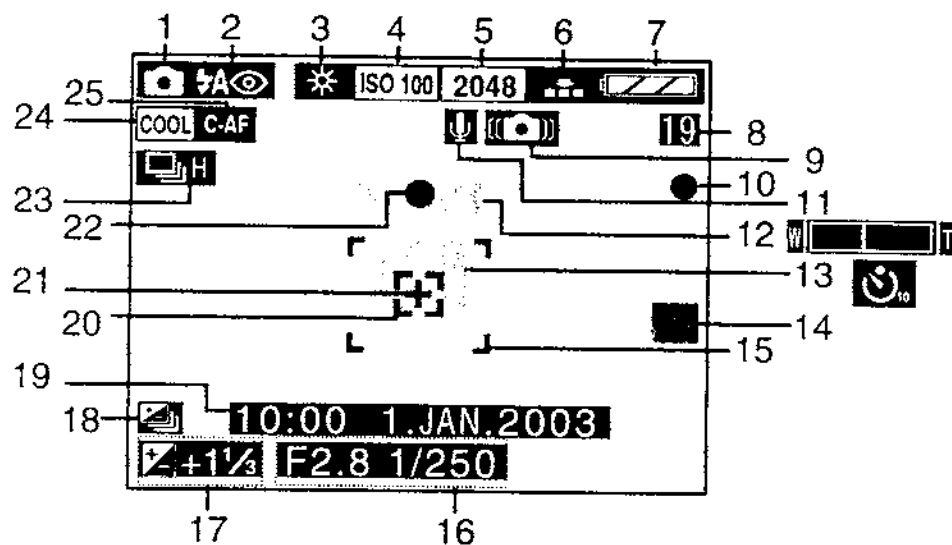 1 2 3 4 5 6 7
A ISO 100 2048
25
24 COOL C-AF 19 8
9
H 10
23 11
22 12 W T
13
21 10
20 14
15
19
18 10:00 1.JAN.2003
+1⅓ F2.8 1/250
17 16